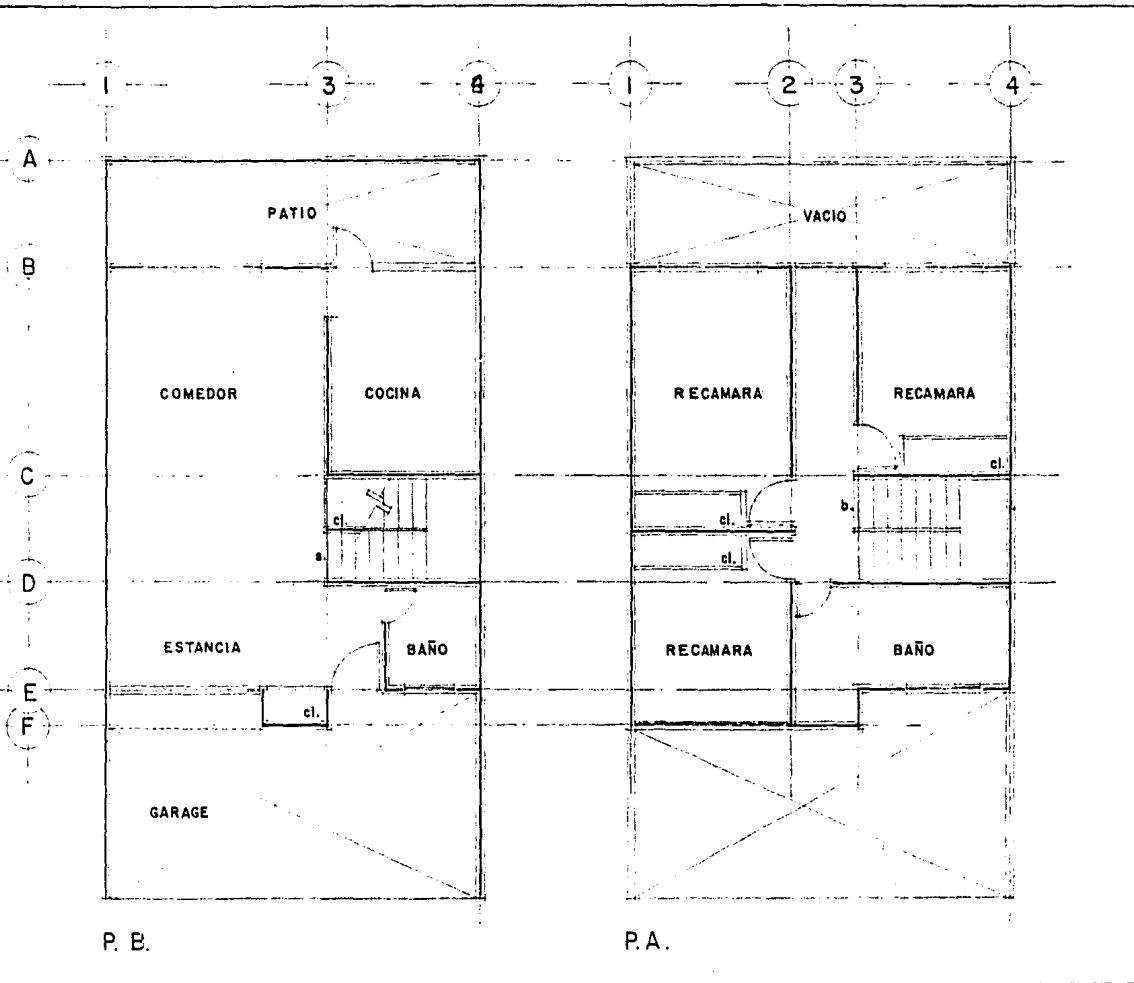 1 3 4 1 2 3 4
A
PATIO VACIO
B
COMEDOR COCINA RECAMARA RECAMARA
cl.
C
cl. cl. b.
s. cl.
D
ESTANCIA BAÑO RECAMARA BAÑO
E
cl.
F
GARAGE
P. B. P. A.